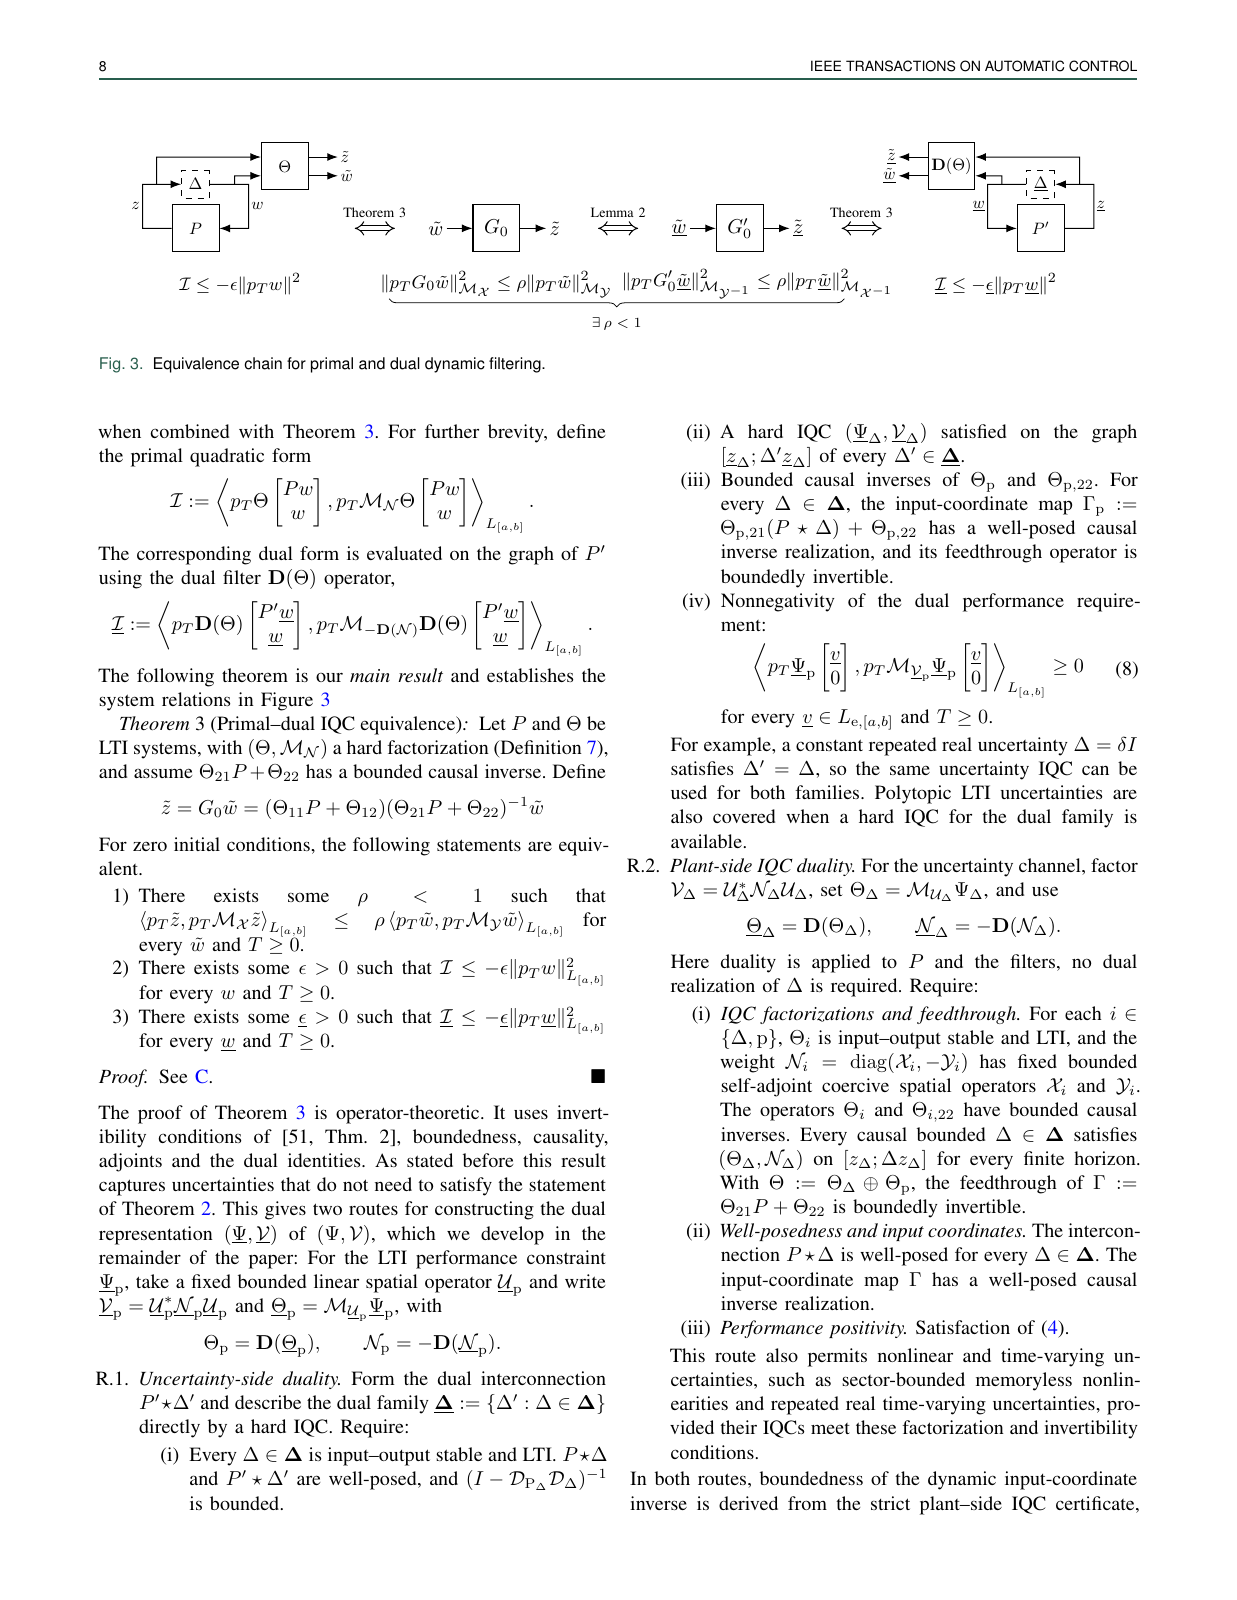 8 IEEE TRANSACTIONS ON AUTOMATIC CONTROL
Θ z̃ w̃ Δ z w P
Theorem 3
w̃ G₀ z̃
Lemma 2
w̲̃ G₀′ z̲̃
Theorem 3
z̲̃ w̲̃ D(Θ) Δ̲ w̲ z̲ P′
ℐ ≤ −ϵ‖p_T w‖²
‖p_T G₀w̃‖²_{ℳ_𝒳} ≤ ρ‖p_T w̃‖²_{ℳ_𝒴} ‖p_T G₀′w̲̃‖²_{ℳ_{𝒴⁻¹}} ≤ ρ‖p_T w̲̃‖²_{ℳ_{𝒳⁻¹}}
ℐ̲ ≤ −ϵ̲‖p_T w̲‖²
∃ ρ < 1
Fig. 3. Equivalence chain for primal and dual dynamic filtering.
when combined with Theorem 3. For further brevity, define
the primal quadratic form
ℐ := ⟨p_T Θ [Pw; w], p_T ℳ_𝒩 Θ [Pw; w]⟩_{L_{[a,b]}}.
The corresponding dual form is evaluated on the graph of P′
using the dual filter D(Θ) operator,
ℐ̲ := ⟨p_T D(Θ) [P′w̲; w̲], p_T ℳ_{−D(𝒩)} D(Θ) [P′w̲; w̲]⟩_{L_{[a,b]}}.
The following theorem is our main result and establishes the
system relations in Figure 3
Theorem 3 (Primal–dual IQC equivalence): Let P and Θ be
LTI systems, with (Θ, ℳ_𝒩) a hard factorization (Definition 7),
and assume Θ₂₁P + Θ₂₂ has a bounded causal inverse. Define
z̃ = G₀w̃ = (Θ₁₁P + Θ₁₂)(Θ₂₁P + Θ₂₂)⁻¹w̃
For zero initial conditions, the following statements are equiv-
alent.
1) There exists some ρ < 1 such that
⟨p_T z̃, p_T ℳ_𝒳 z̃⟩_{L_{[a,b]}} ≤ ρ ⟨p_T w̃, p_T ℳ_𝒴 w̃⟩_{L_{[a,b]}} for
every w̃ and T ≥ 0.
2) There exists some ϵ > 0 such that ℐ ≤ −ϵ‖p_T w‖²_{L_{[a,b]}}
for every w and T ≥ 0.
3) There exists some ϵ̲ > 0 such that ℐ̲ ≤ −ϵ̲‖p_T w̲‖²_{L_{[a,b]}}
for every w̲ and T ≥ 0.
Proof. See C. ■
The proof of Theorem 3 is operator-theoretic. It uses invert-
ibility conditions of [51, Thm. 2], boundedness, causality,
adjoints and the dual identities. As stated before this result
captures uncertainties that do not need to satisfy the statement
of Theorem 2. This gives two routes for constructing the dual
representation (Ψ̲, 𝒱̲) of (Ψ, 𝒱), which we develop in the
remainder of the paper: For the LTI performance constraint
Ψ̲_p, take a fixed bounded linear spatial operator 𝒰̲_p and write
𝒱̲_p = 𝒰̲_p^* 𝒩̲_p 𝒰̲_p and Θ̲_p = ℳ_{𝒰̲_p} Ψ̲_p, with
Θ_p = D(Θ̲_p), 𝒩_p = −D(𝒩̲_p).
R.1. Uncertainty-side duality. Form the dual interconnection
P′⋆Δ′ and describe the dual family Δ̲ := {Δ′ : Δ ∈ Δ}
directly by a hard IQC. Require:
(i) Every Δ ∈ Δ is input–output stable and LTI. P⋆Δ
and P′ ⋆ Δ′ are well-posed, and (I − 𝒟_{P_Δ} 𝒟_Δ)⁻¹
is bounded.
(ii) A hard IQC (Ψ̲_Δ, 𝒱̲_Δ) satisfied on the graph
[z̲_Δ; Δ′z̲_Δ] of every Δ′ ∈ Δ̲.
(iii) Bounded causal inverses of Θ_p and Θ_{p,22}. For
every Δ ∈ Δ, the input-coordinate map Γ_p :=
Θ_{p,21}(P ⋆ Δ) + Θ_{p,22} has a well-posed causal
inverse realization, and its feedthrough operator is
boundedly invertible.
(iv) Nonnegativity of the dual performance require-
ment:
⟨p_T Ψ̲_p [v̲; 0], p_T ℳ_{𝒱̲_p} Ψ̲_p [v̲; 0]⟩_{L_{[a,b]}} ≥ 0 (8)
for every v̲ ∈ L_{e,[a,b]} and T ≥ 0.
For example, a constant repeated real uncertainty Δ = δI
satisfies Δ′ = Δ, so the same uncertainty IQC can be
used for both families. Polytopic LTI uncertainties are
also covered when a hard IQC for the dual family is
available.
R.2. Plant-side IQC duality. For the uncertainty channel, factor
𝒱_Δ = 𝒰_Δ^* 𝒩_Δ 𝒰_Δ, set Θ_Δ = ℳ_{𝒰_Δ} Ψ_Δ, and use
Θ̲_Δ = D(Θ_Δ), 𝒩̲_Δ = −D(𝒩_Δ).
Here duality is applied to P and the filters, no dual
realization of Δ is required. Require:
(i) IQC factorizations and feedthrough. For each i ∈
{Δ, p}, Θ_i is input–output stable and LTI, and the
weight 𝒩_i = diag(𝒳_i, −𝒴_i) has fixed bounded
self-adjoint coercive spatial operators 𝒳_i and 𝒴_i.
The operators Θ_i and Θ_{i,22} have bounded causal
inverses. Every causal bounded Δ ∈ Δ satisfies
(Θ_Δ, 𝒩_Δ) on [z_Δ; Δz_Δ] for every finite horizon.
With Θ := Θ_Δ ⊕ Θ_p, the feedthrough of Γ :=
Θ₂₁P + Θ₂₂ is boundedly invertible.
(ii) Well-posedness and input coordinates. The intercon-
nection P ⋆ Δ is well-posed for every Δ ∈ Δ. The
input-coordinate map Γ has a well-posed causal
inverse realization.
(iii) Performance positivity. Satisfaction of (4).
This route also permits nonlinear and time-varying un-
certainties, such as sector-bounded memoryless nonlin-
earities and repeated real time-varying uncertainties, pro-
vided their IQCs meet these factorization and invertibility
conditions.
In both routes, boundedness of the dynamic input-coordinate
inverse is derived from the strict plant–side IQC certificate,